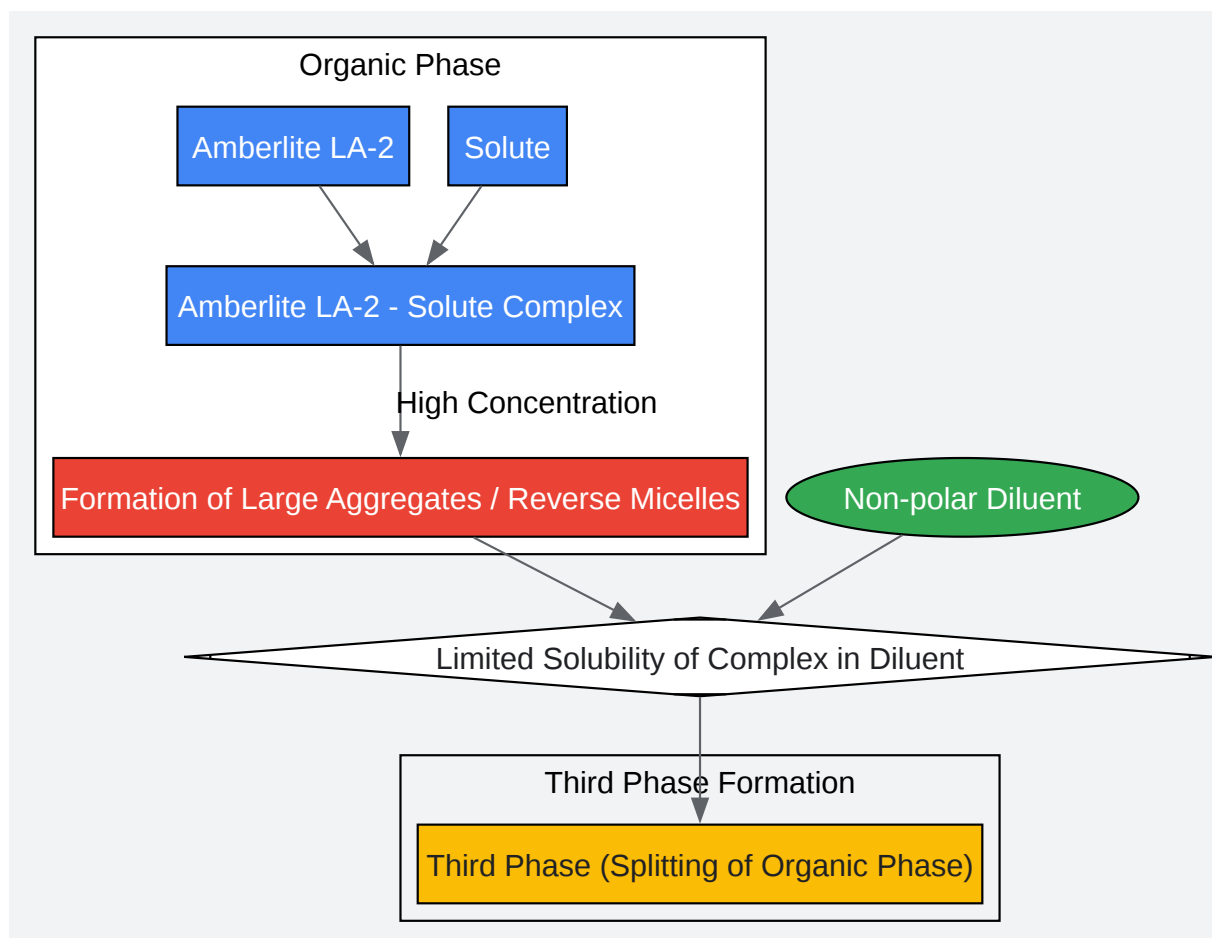 Organic Phase
Amberlite LA-2
Solute
Amberlite LA-2 - Solute Complex
High Concentration
Formation of Large Aggregates / Reverse Micelles
Non-polar Diluent
Limited Solubility of Complex in Diluent
Third Phase Formation
Third Phase (Splitting of Organic Phase)